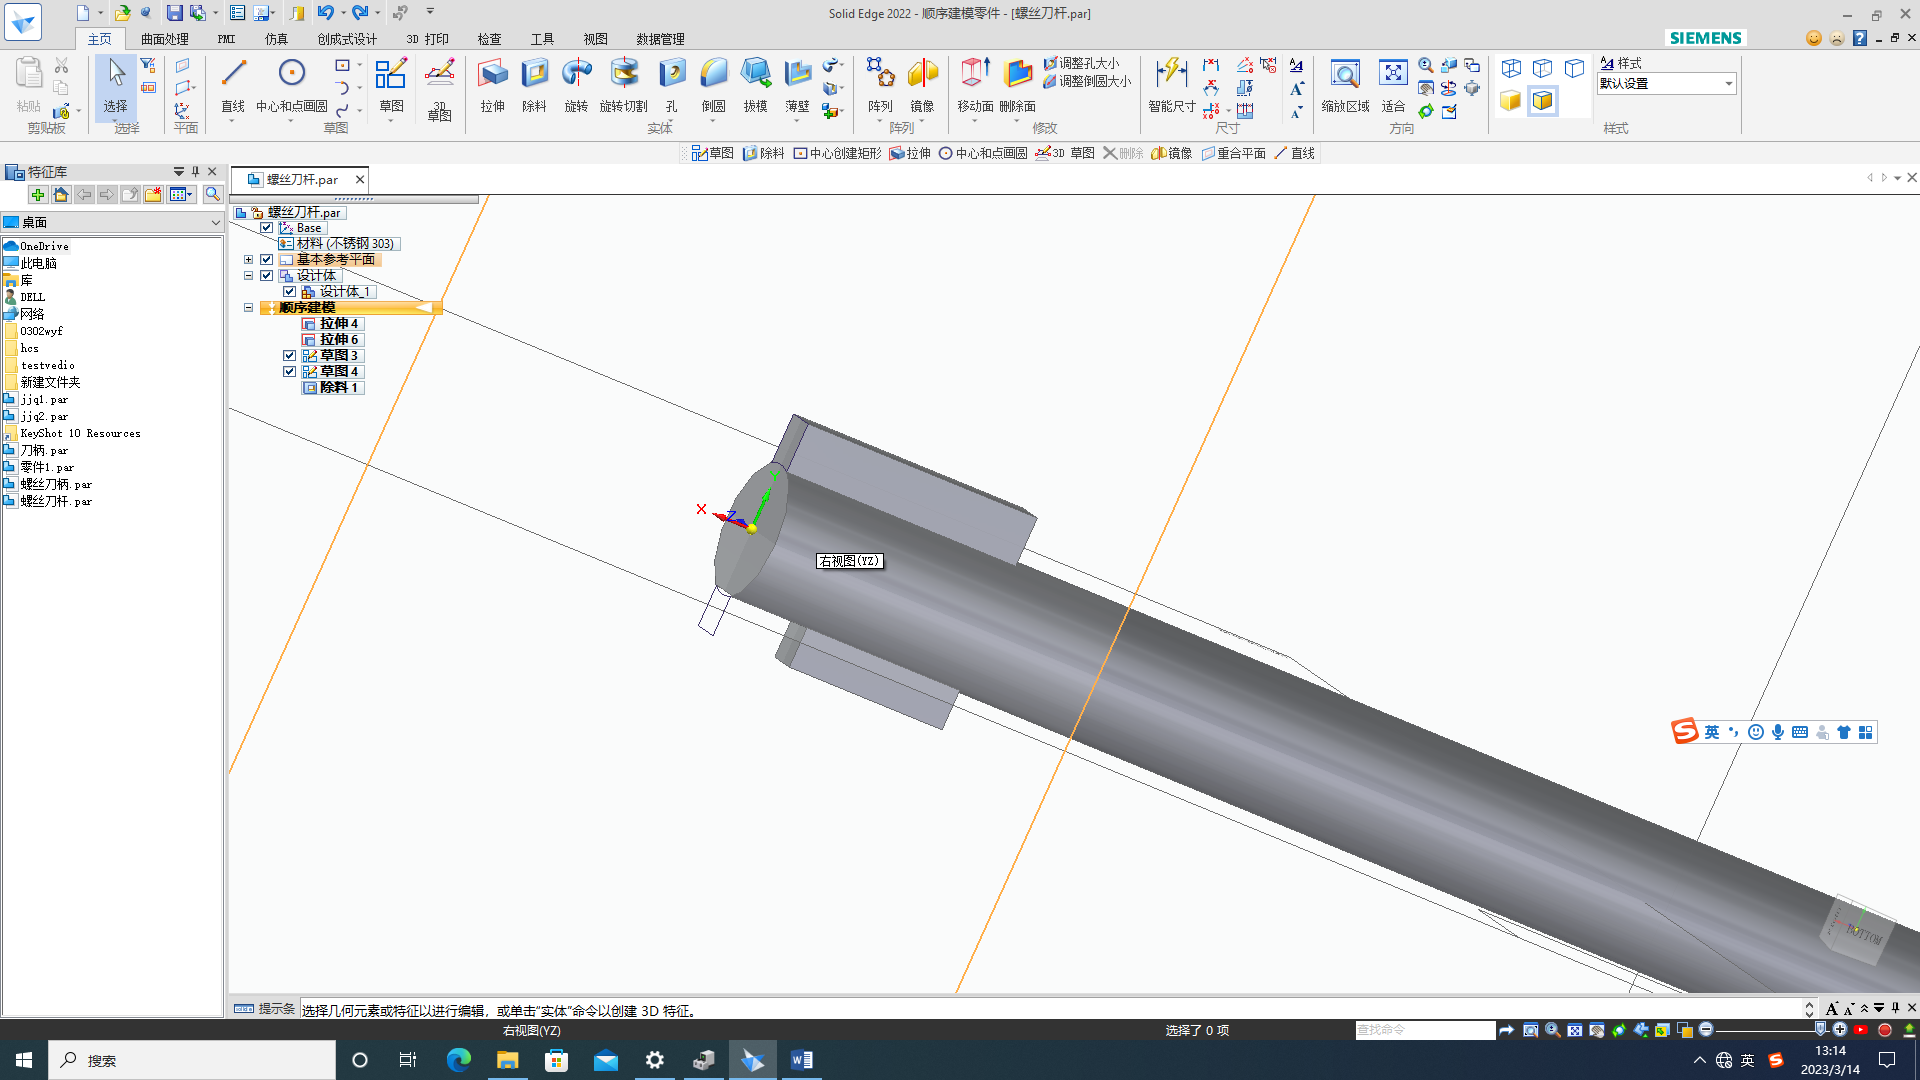 Solid Edge 2022 - 顺序建模零件 - [螺丝刀杆.par]
主页 曲面处理 PMI 仿真 创成式设计 3D 打印 检查 工具 视图 数据管理
SIEMENS
粘贴 选择 直线 中心和点画圆 草图 3D 草图 拉伸 除料 旋转 旋转切割 孔 倒圆 拔模 薄壁 阵列 镜像 移动面 删除面 调整孔大小 调整倒圆大小 智能尺寸 缩放区域 适合 样式 默认设置
剪贴板 选择 平面 草图 实体 阵列 修改 尺寸 方向 样式
草图 除料 中心创建矩形 拉伸 中心和点画圆 3D 草图 删除 镜像 重合平面 直线
特征库
螺丝刀杆.par
桌面
OneDrive
此电脑
库
DELL
网络
0302wyf
hcs
testvedio
新建文件夹
jjq1.par
jjq2.par
KeyShot 10 Resources
刀柄.par
零件1.par
螺丝刀柄.par
螺丝刀杆.par
螺丝刀杆.par
Base
材料 (不锈钢 303)
基本参考平面
设计体
设计体_1
顺序建模
拉伸 4
拉伸 6
草图 3
草图 4
除料 1
Y
X
Z
右视图(YZ)
英
BOTTOM
提示条
选择几何元素或特征以进行编辑，或单击“实体”命令以创建 3D 特征。
右视图(YZ)
选择了 0 项
查找命令
搜索
英
13:14
2023/3/14